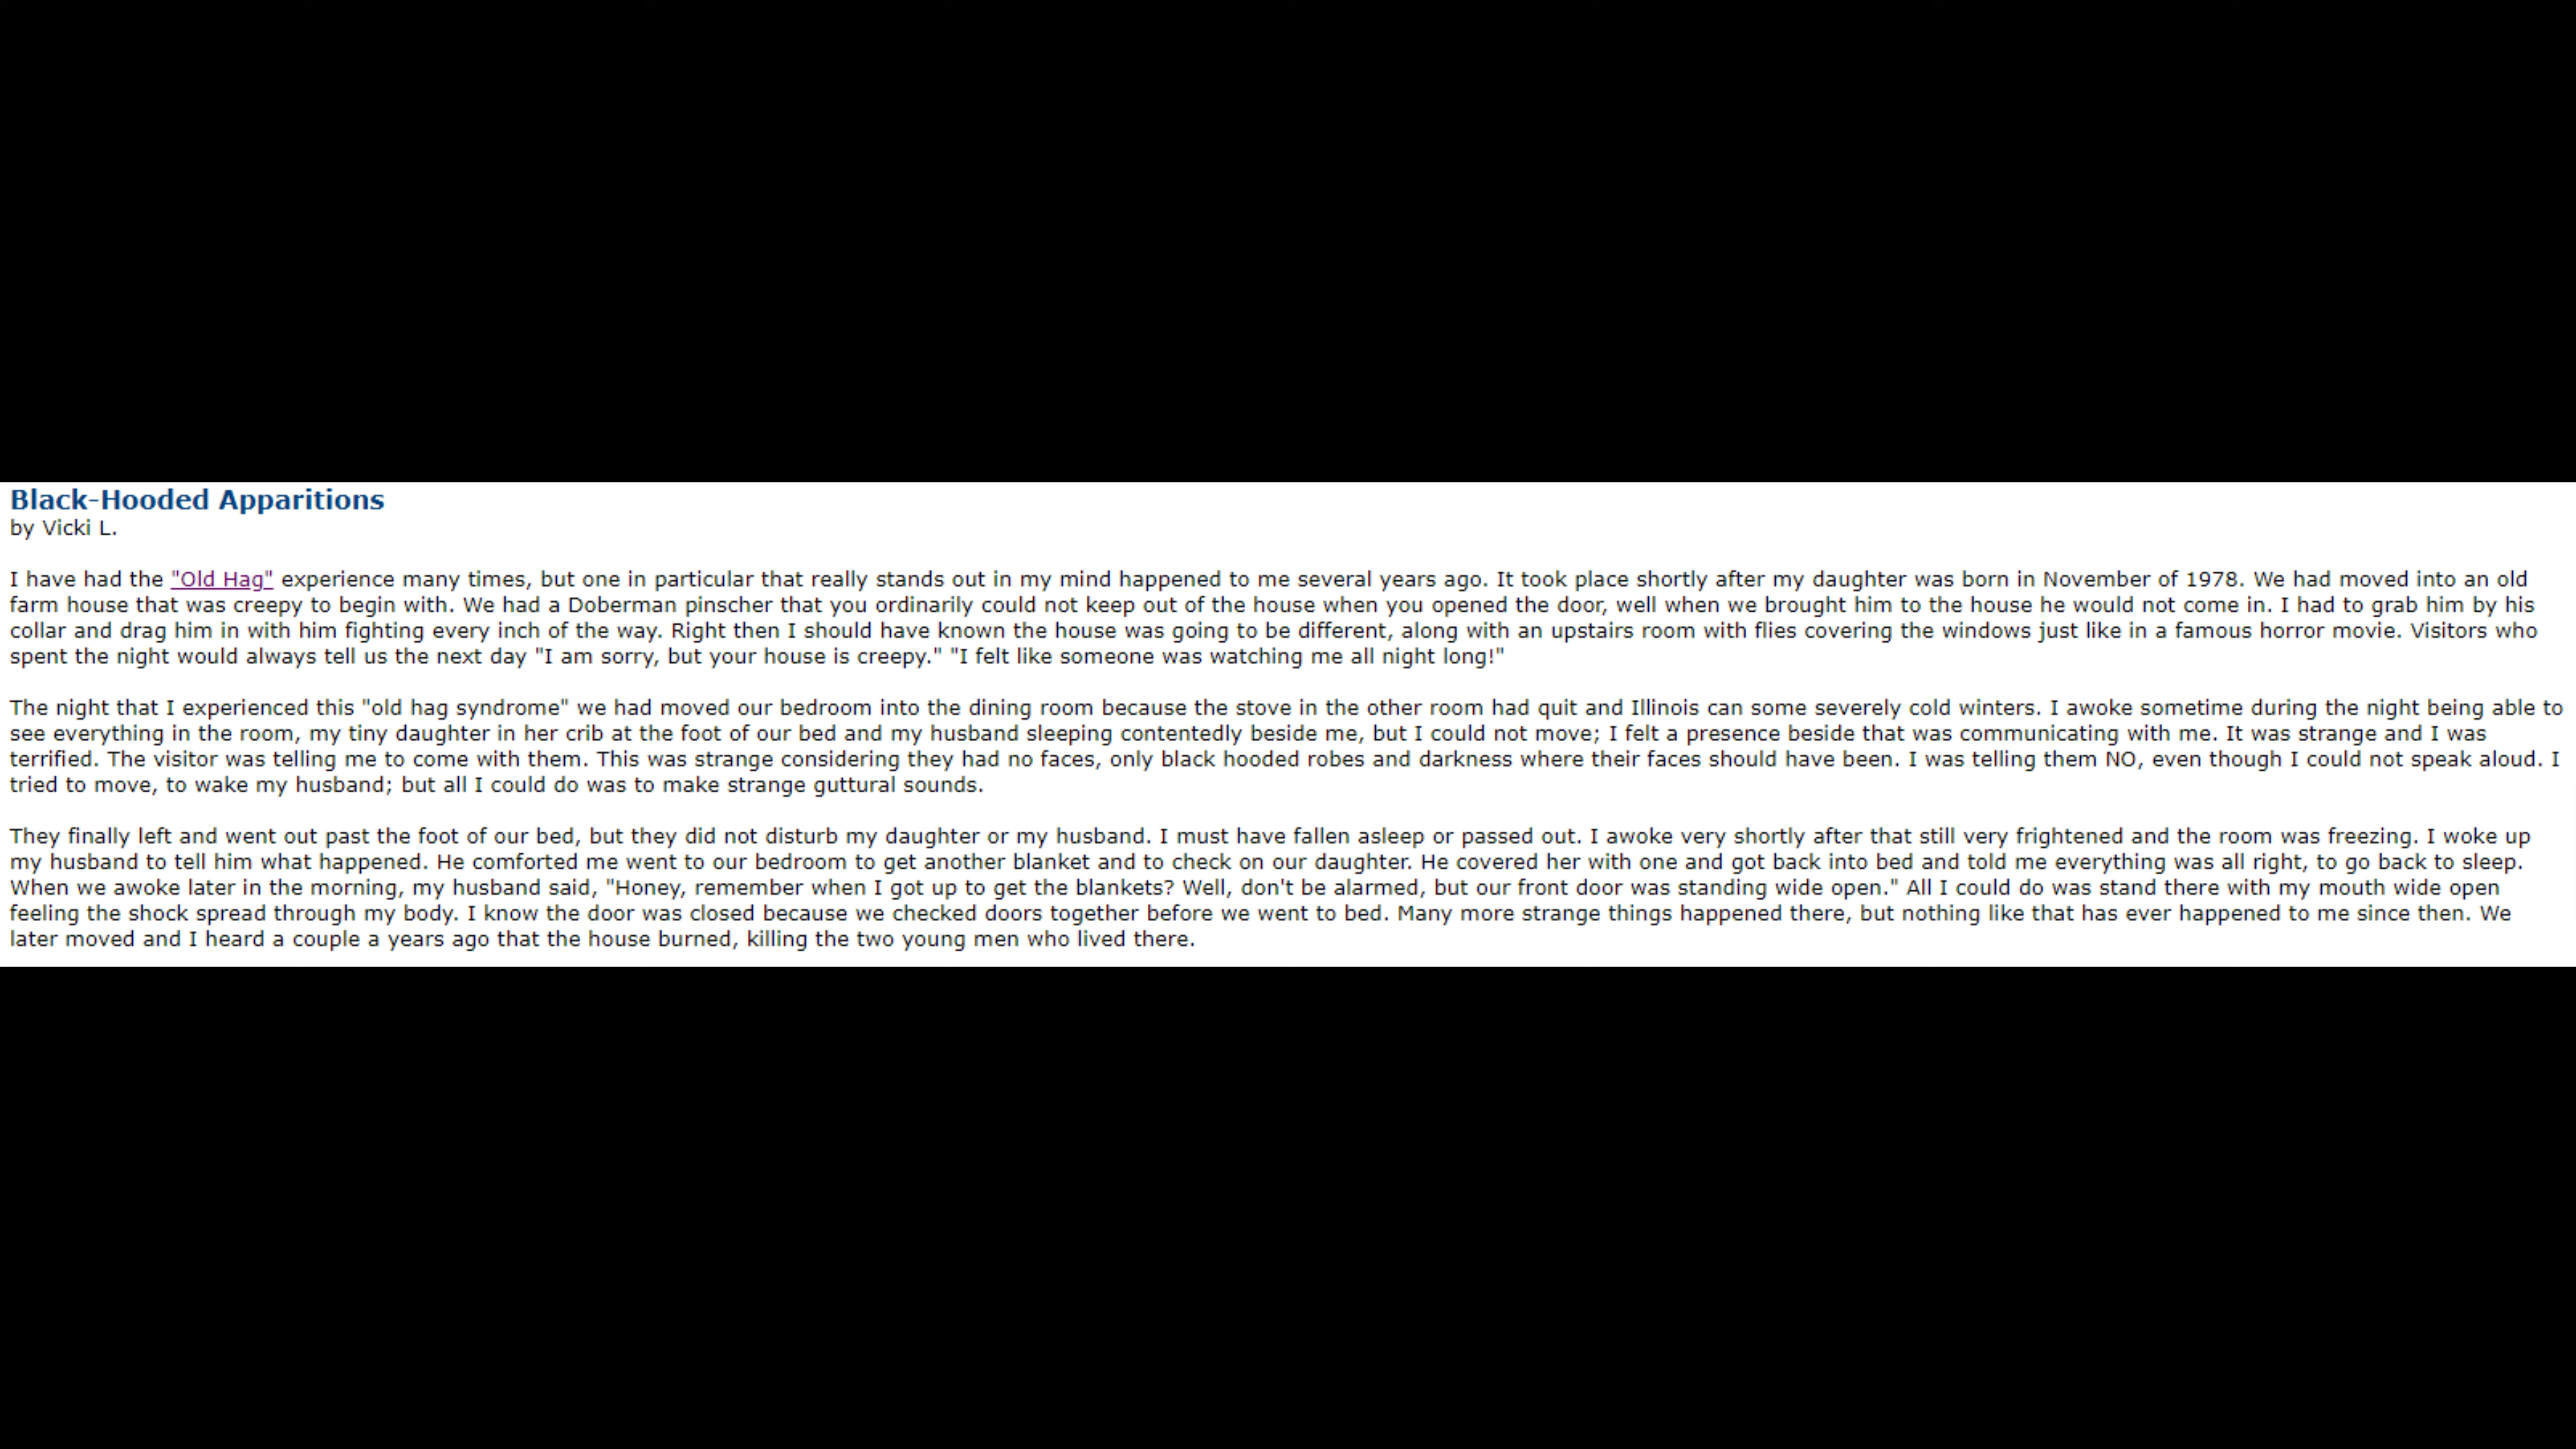 Black-Hooded Apparitions
by Vicki L.
I have had the "Old Hag" experience many times, but one in particular that really stands out in my mind happened to me several years ago. It took place shortly after my daughter was born in November of 1978. We had moved into an old
farm house that was creepy to begin with. We had a Doberman pinscher that you ordinarily could not keep out of the house when you opened the door, well when we brought him to the house he would not come in. I had to grab him by his
collar and drag him in with him fighting every inch of the way. Right then I should have known the house was going to be different, along with an upstairs room with flies covering the windows just like in a famous horror movie. Visitors who
spent the night would always tell us the next day "I am sorry, but your house is creepy." "I felt like someone was watching me all night long!"
The night that I experienced this "old hag syndrome" we had moved our bedroom into the dining room because the stove in the other room had quit and Illinois can some severely cold winters. I awoke sometime during the night being able to
see everything in the room, my tiny daughter in her crib at the foot of our bed and my husband sleeping contentedly beside me, but I could not move; I felt a presence beside that was communicating with me. It was strange and I was
terrified. The visitor was telling me to come with them. This was strange considering they had no faces, only black hooded robes and darkness where their faces should have been. I was telling them NO, even though I could not speak aloud. I
tried to move, to wake my husband; but all I could do was to make strange guttural sounds.
They finally left and went out past the foot of our bed, but they did not disturb my daughter or my husband. I must have fallen asleep or passed out. I awoke very shortly after that still very frightened and the room was freezing. I woke up
my husband to tell him what happened. He comforted me went to our bedroom to get another blanket and to check on our daughter. He covered her with one and got back into bed and told me everything was all right, to go back to sleep.
When we awoke later in the morning, my husband said, "Honey, remember when I got up to get the blankets? Well, don't be alarmed, but our front door was standing wide open." All I could do was stand there with my mouth wide open
feeling the shock spread through my body. I know the door was closed because we checked doors together before we went to bed. Many more strange things happened there, but nothing like that has ever happened to me since then. We
later moved and I heard a couple a years ago that the house burned, killing the two young men who lived there.